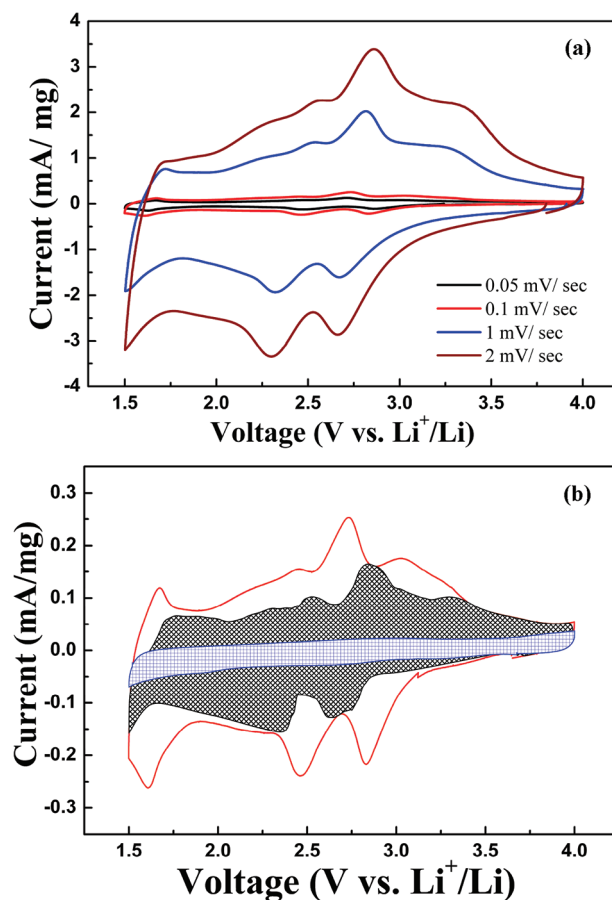 (a)
Current (mA/ mg)
4
3
2
1
0
-1
-2
-3
-4
0.05 mV/ sec
0.1 mV/ sec
1 mV/ sec
2 mV/ sec
1.5 2.0 2.5 3.0 3.5 4.0
Voltage (V vs. Li⁺/Li)
(b)
Current (mA/mg)
0.3
0.2
0.1
0.0
-0.1
-0.2
-0.3
1.5 2.0 2.5 3.0 3.5 4.0
Voltage (V vs. Li⁺/Li)